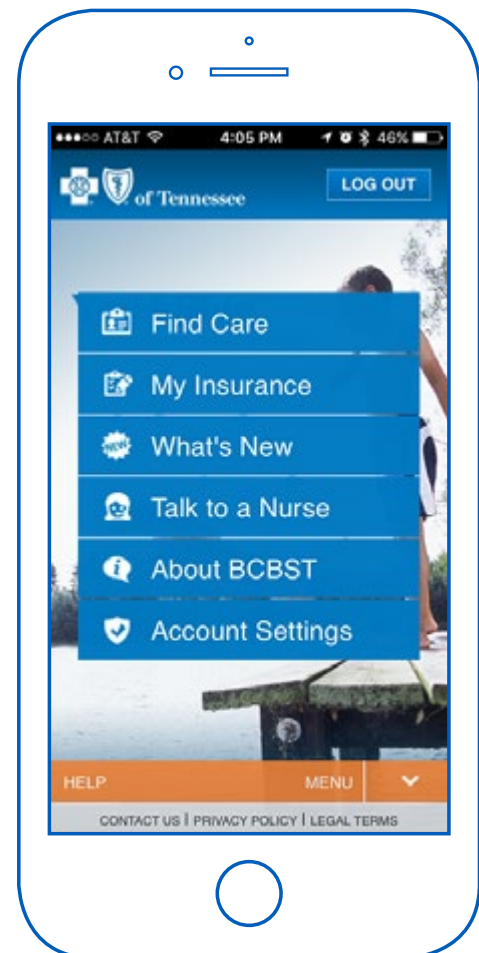 AT&T 4:05 PM 46%
of Tennessee
LOG OUT
Find Care
My Insurance
NEW What's New
Talk to a Nurse
About BCBST
Account Settings
HELP MENU
CONTACT US | PRIVACY POLICY | LEGAL TERMS